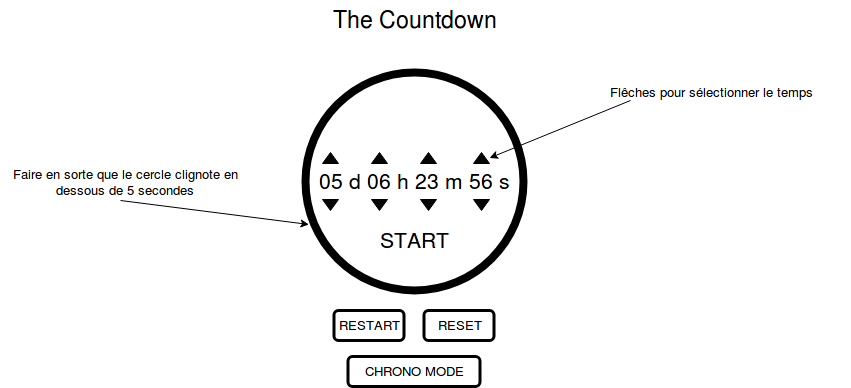 The Countdown
Flêches pour sélectionner le temps
Faire en sorte que le cercle clignote en
dessous de 5 secondes
05 d 06 h 23 m 56 s
START
RESTART
RESET
CHRONO MODE